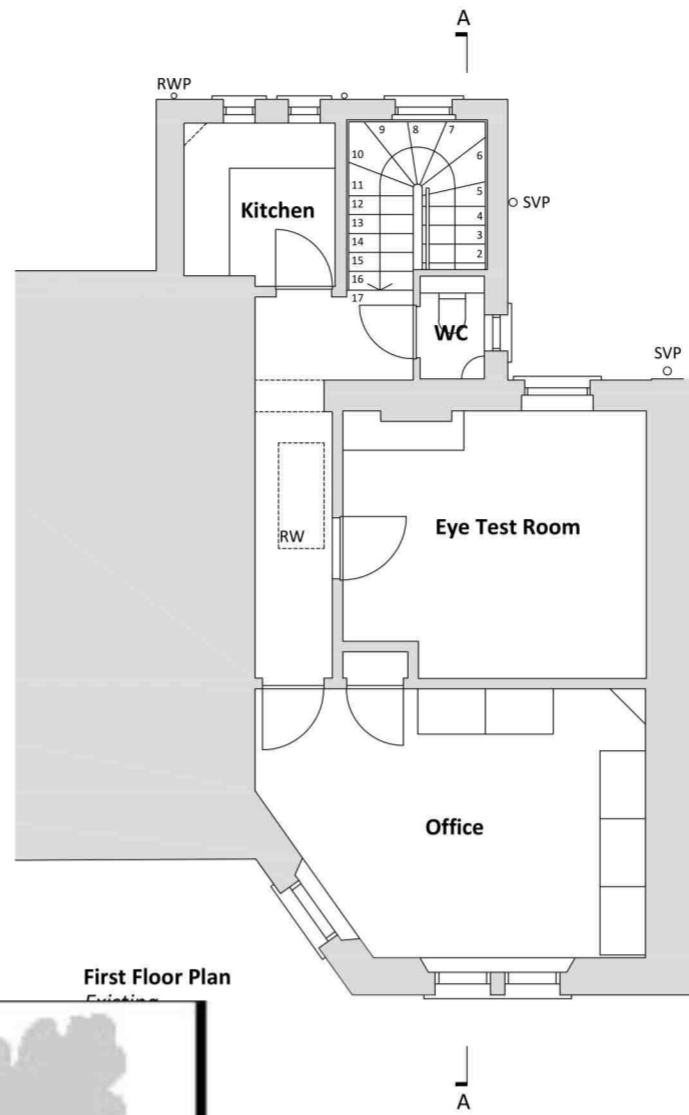 A
RWP
9 8 7
10 6
11 5
12 4
13 3
14 2
15
16
17
Kitchen
SVP
WC
SVP
Eye Test Room
RW
Office
First Floor Plan
Existing
A